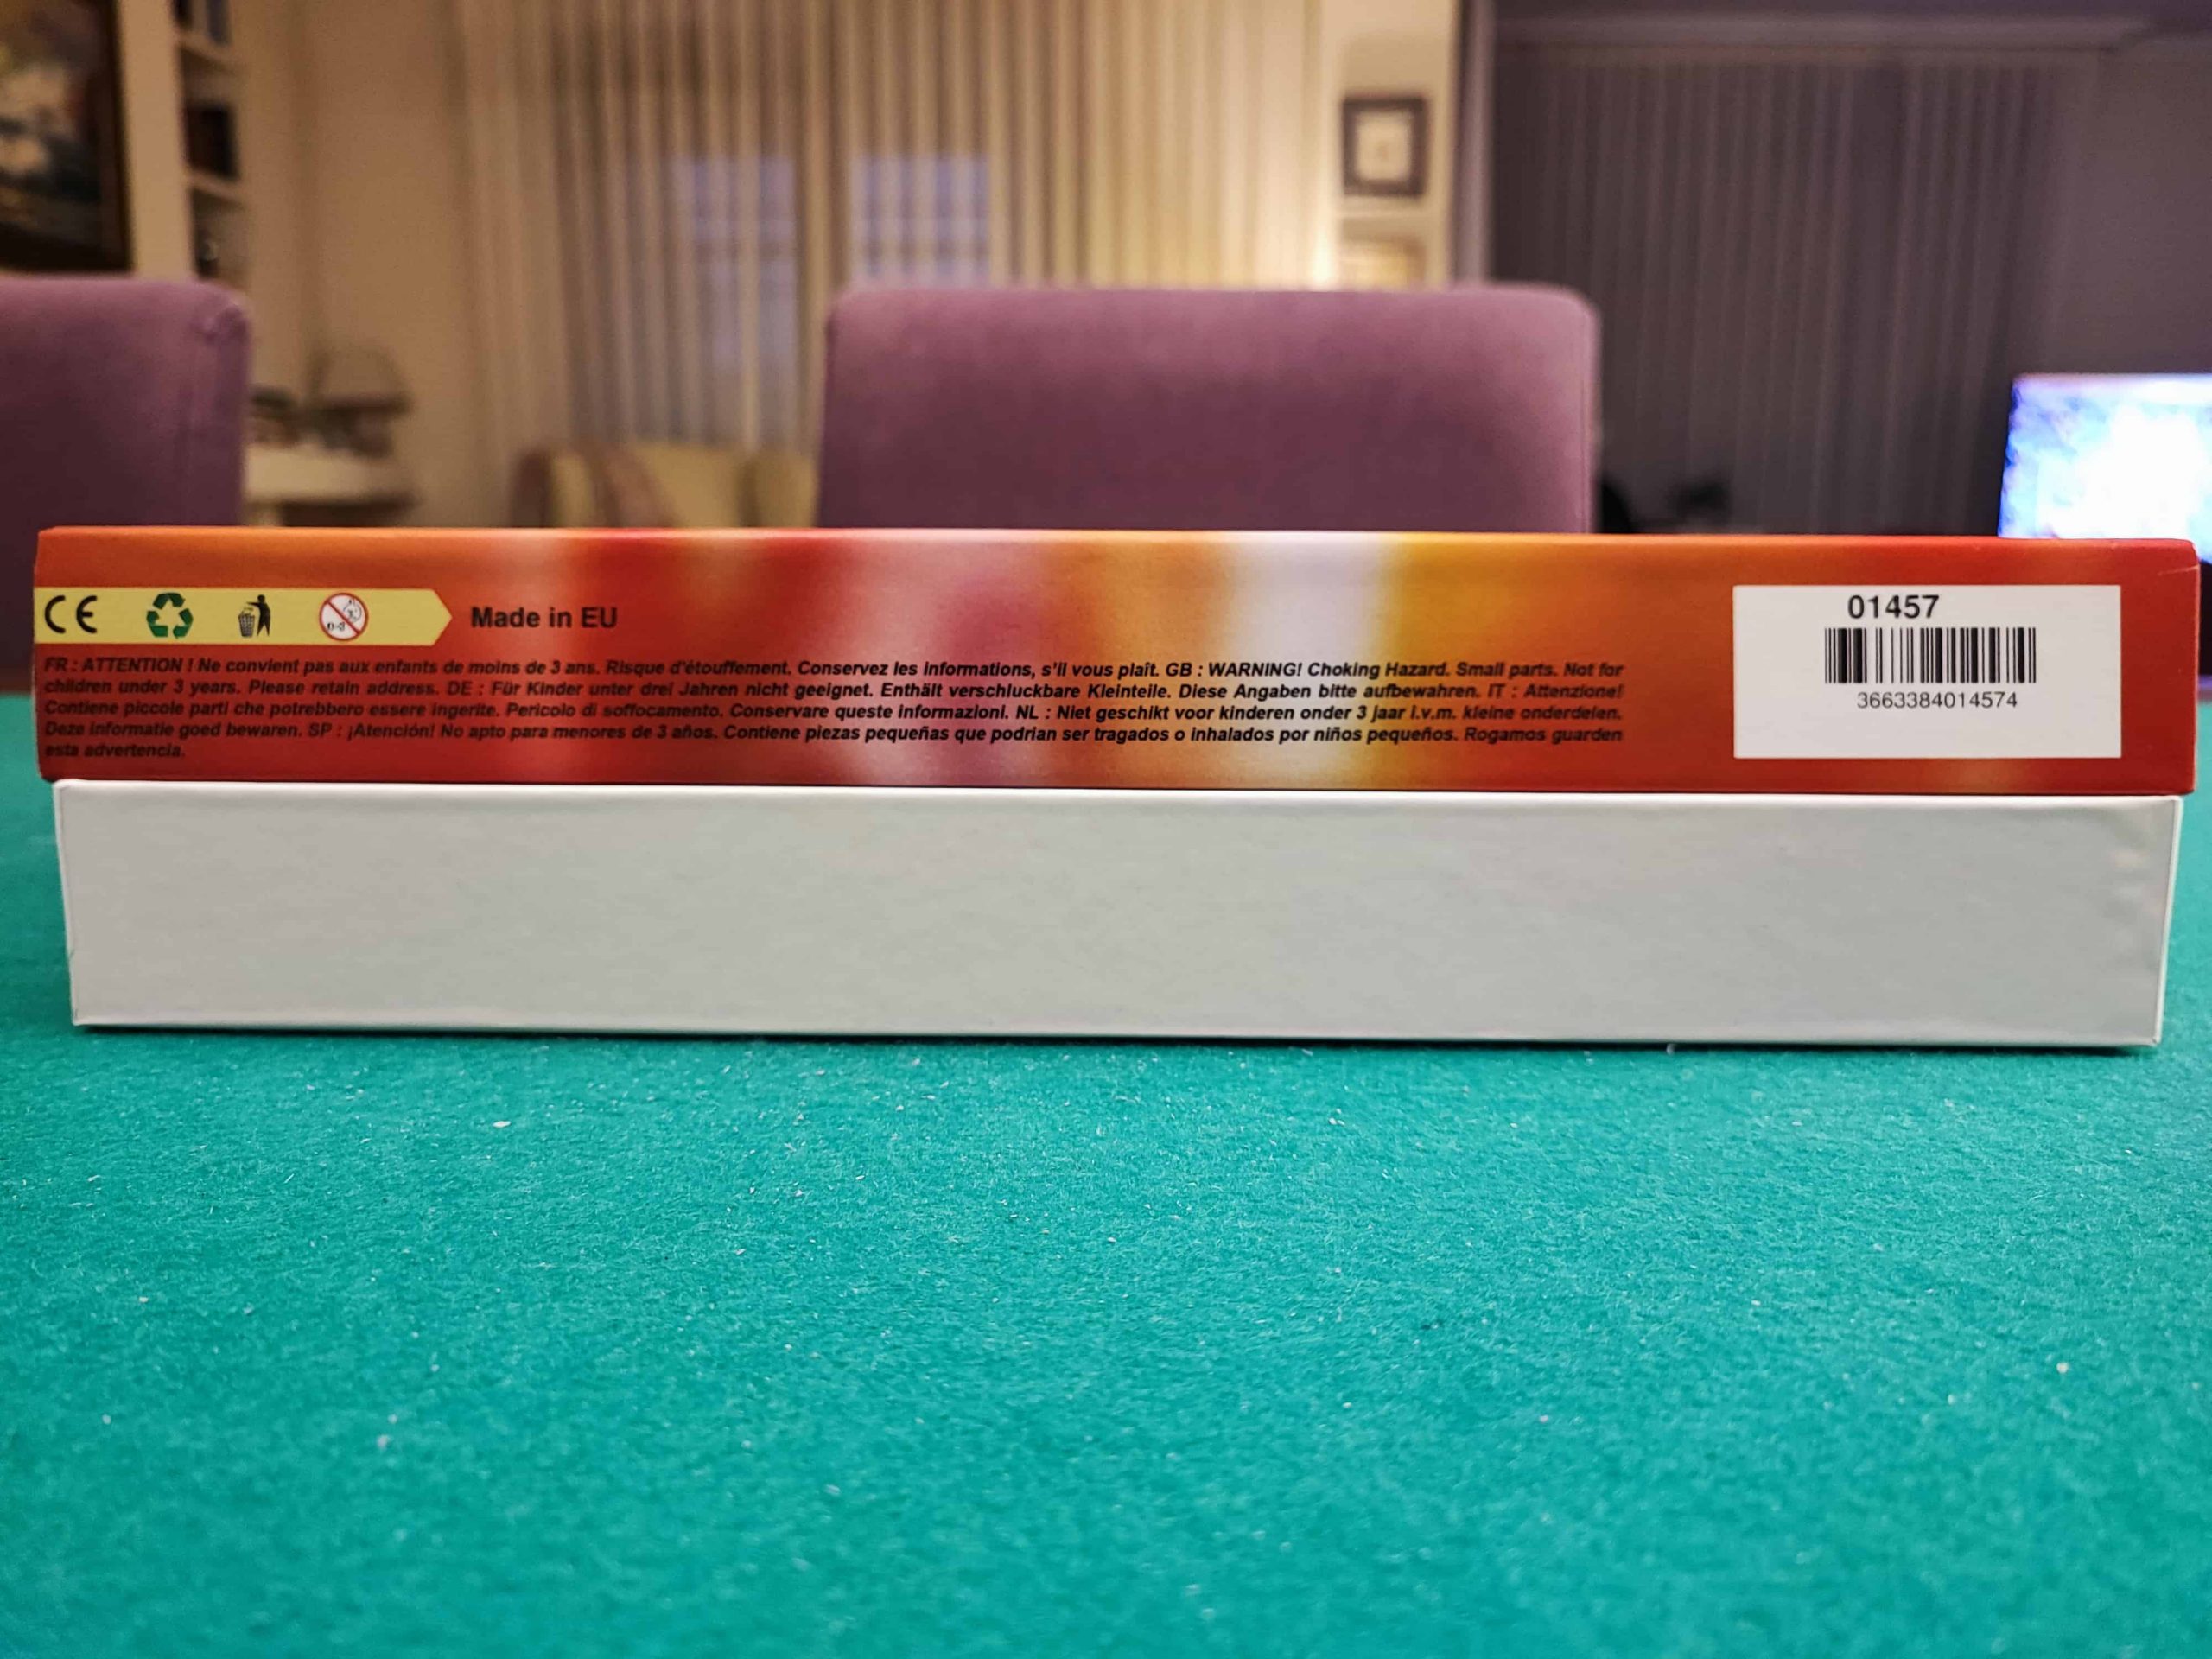 CE
0-3
Made in EU
FR : ATTENTION ! Ne convient pas aux enfants de moins de 3 ans. Risque d'étouffement. Conservez les informations, s'il vous plaît. GB : WARNING! Choking Hazard. Small parts. Not for
children under 3 years. Please retain address. DE : Für Kinder unter drei Jahren nicht geeignet. Enthält verschluckbare Kleinteile. Diese Angaben bitte aufbewahren. IT : Attenzione!
Contiene piccole parti che potrebbero essere ingerite. Pericolo di soffocamento. Conservare queste informazioni. NL : Niet geschikt voor kinderen onder 3 jaar i.v.m. kleine onderdelen.
Deze informatie goed bewaren. SP : ¡Atención! No apto para menores de 3 años. Contiene piezas pequeñas que podrian ser tragados o inhalados por niños pequeños. Rogamos guarden
esta advertencia.
01457
3663384014574